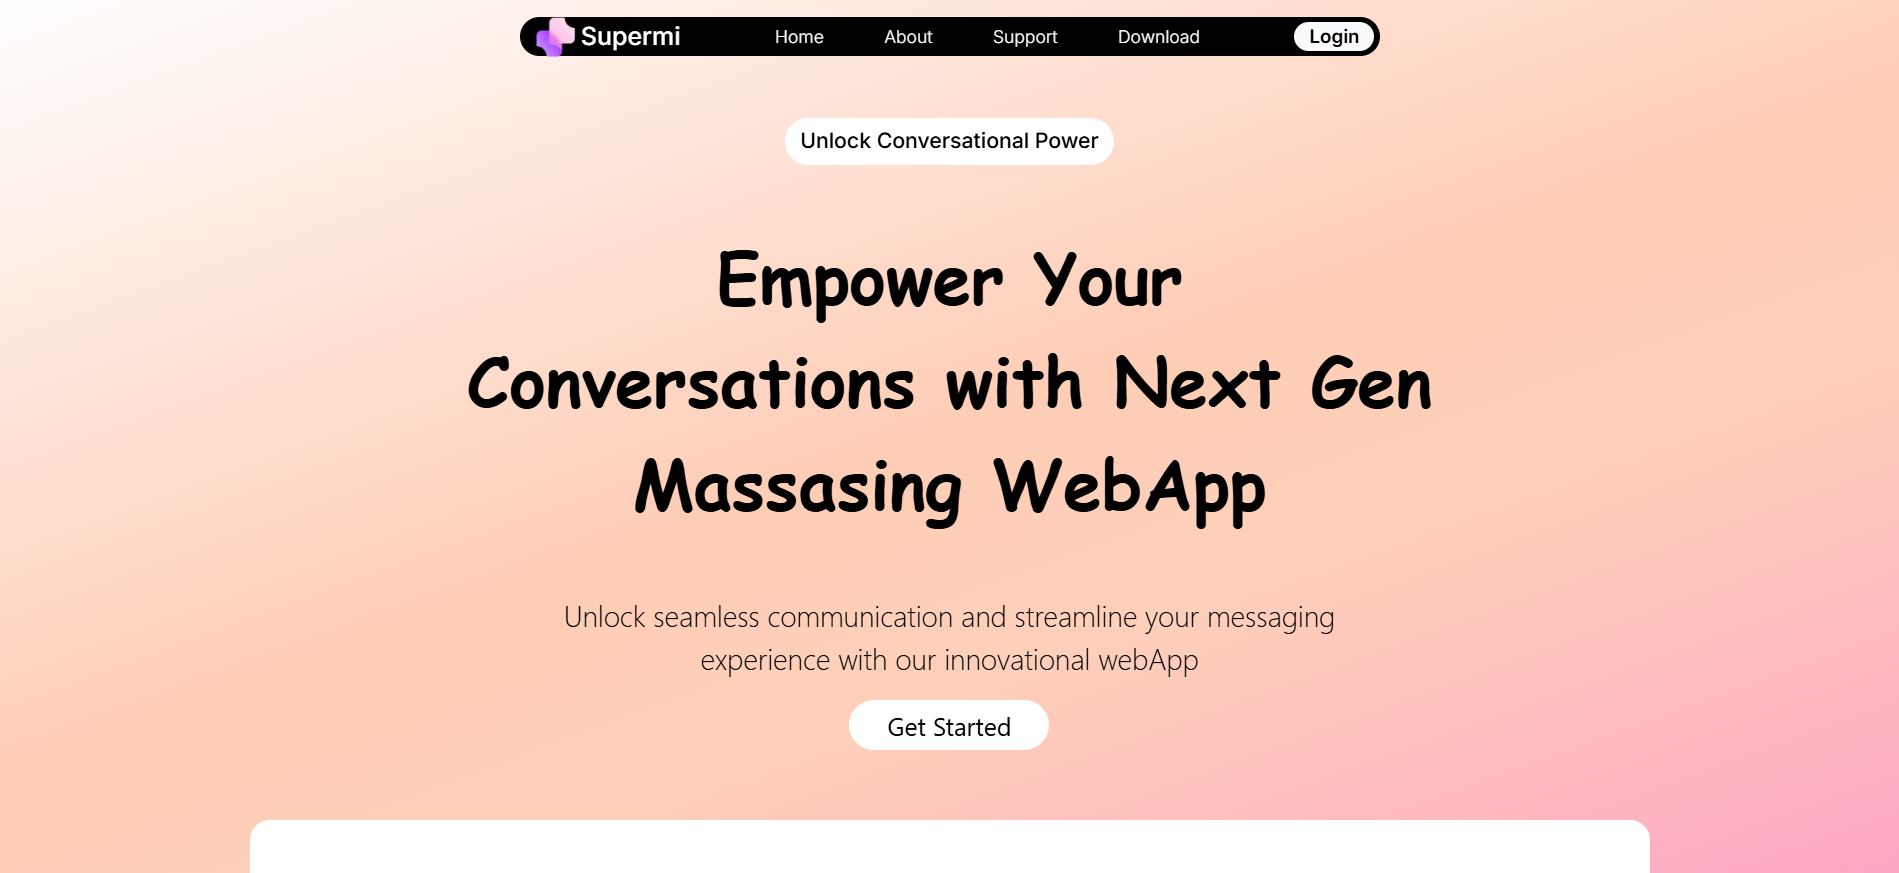 Supermi
Home
About
Support
Download
Login
Unlock Conversational Power
Empower Your
Conversations with Next Gen
Massasing WebApp
Unlock seamless communication and streamline your messaging
experience with our innovational webApp
Get Started